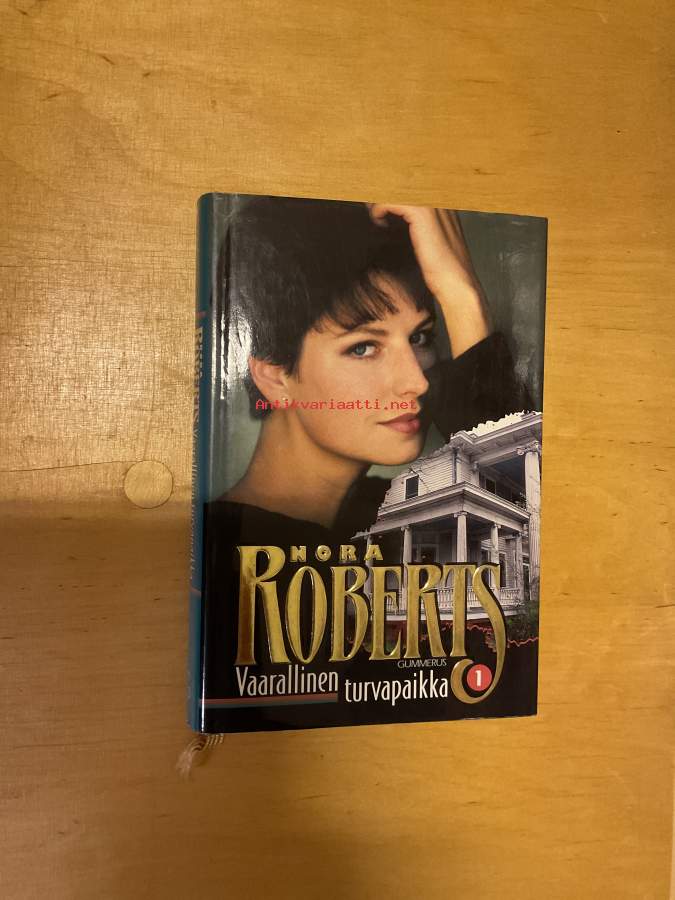 Antikvariaatti.net
NORA
ROBERTS
GUMMERUS
Vaarallinen
turvapaikka
1